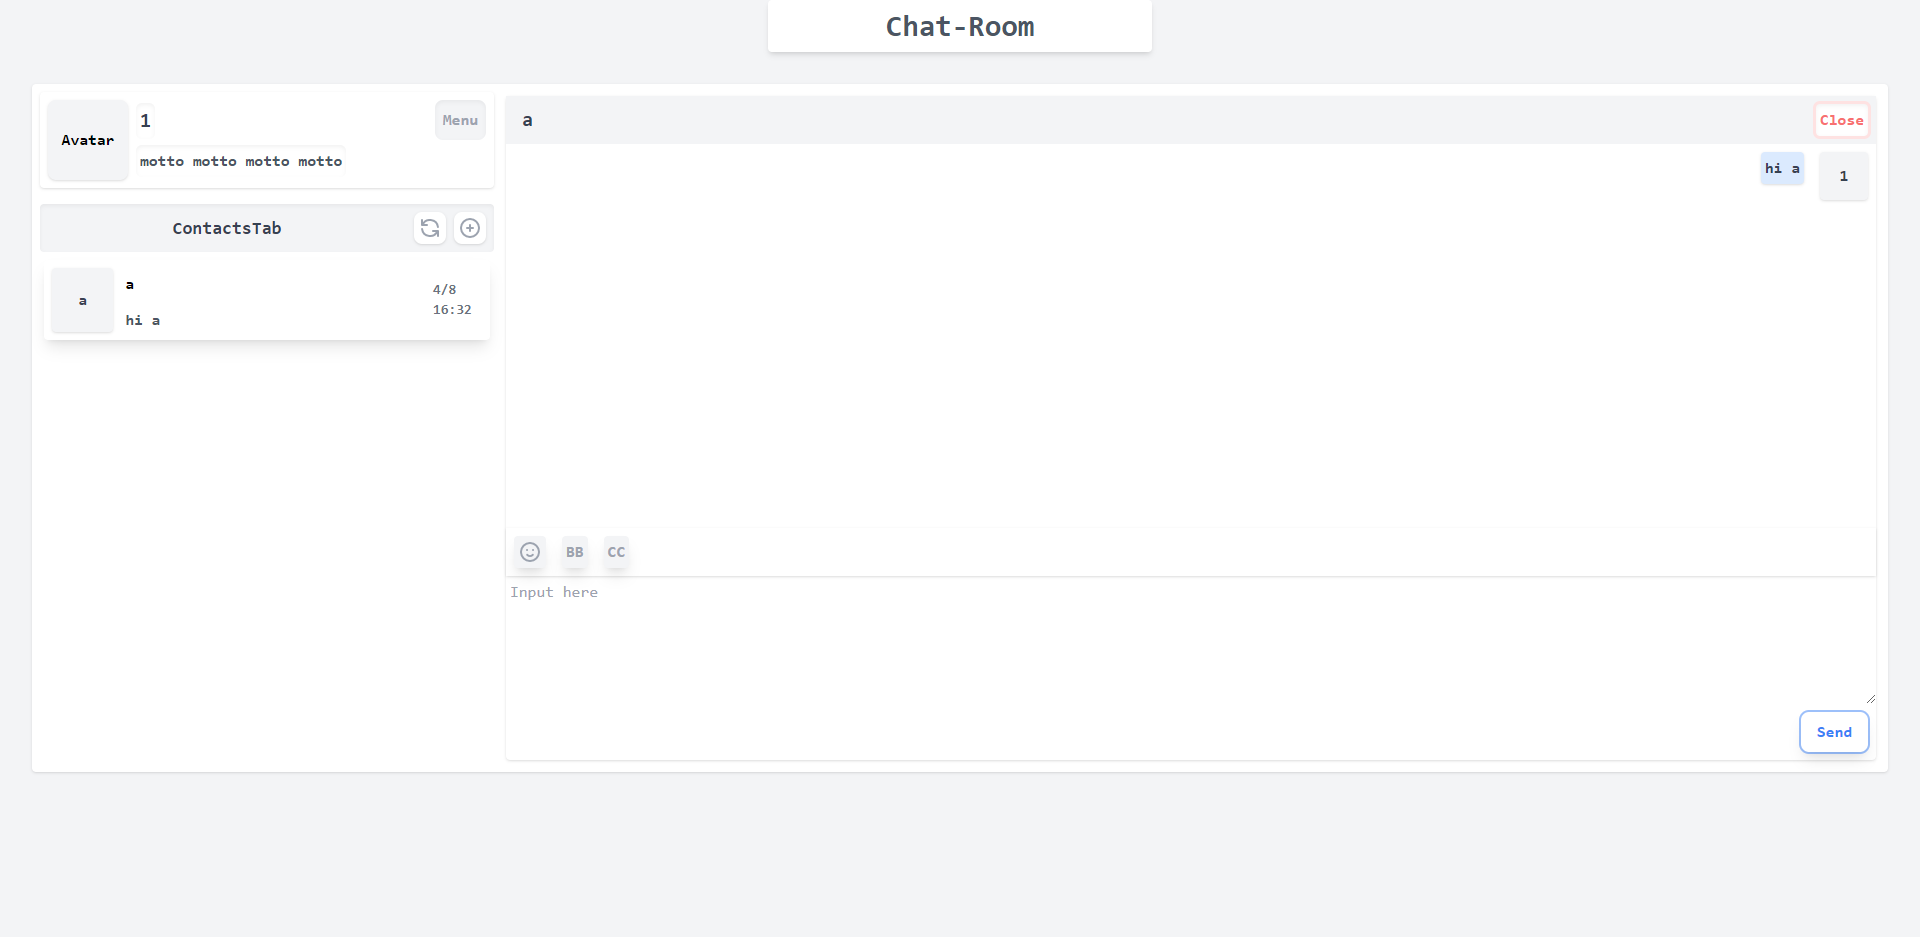 Chat-Room
Avatar
1
Menu
motto motto motto motto
ContactsTab
a
a
4/8
16:32
hi a
a
Close
hi a
1
BB
CC
Input here
Send